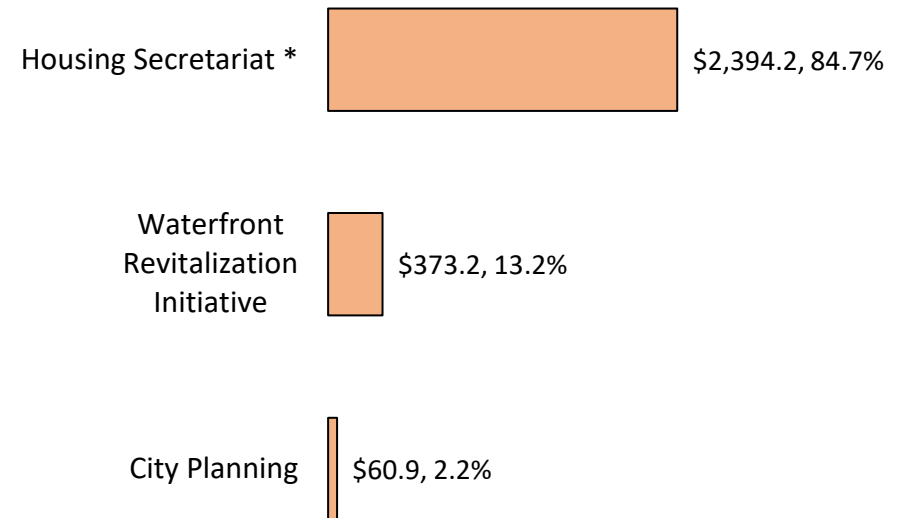 Housing Secretariat *
$2,394.2, 84.7%
Waterfront
Revitalization
Initiative
$373.2, 13.2%
City Planning
$60.9, 2.2%